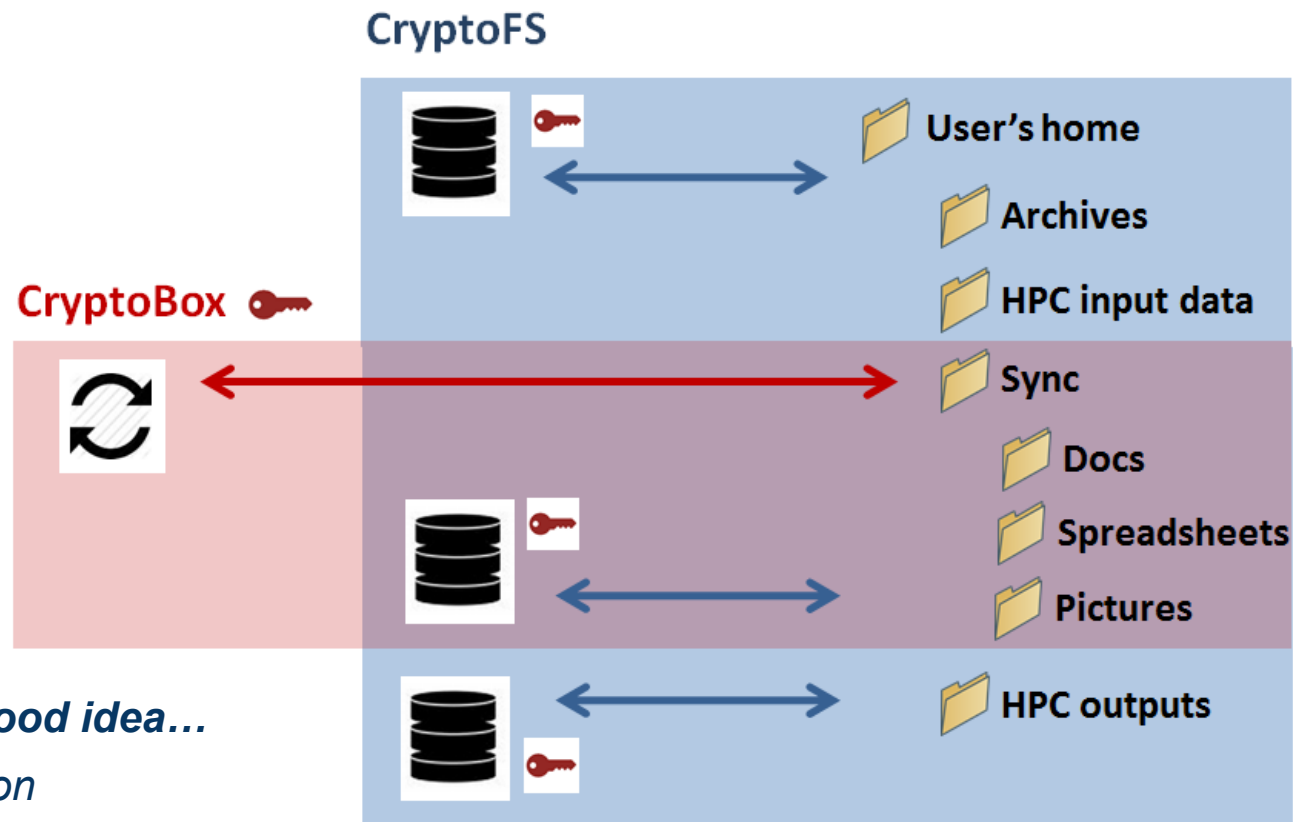 CryptoFS
User's home
Archives
HPC input data
CryptoBox
Sync
Docs
Spreadsheets
Pictures
HPC outputs
ood idea…
on